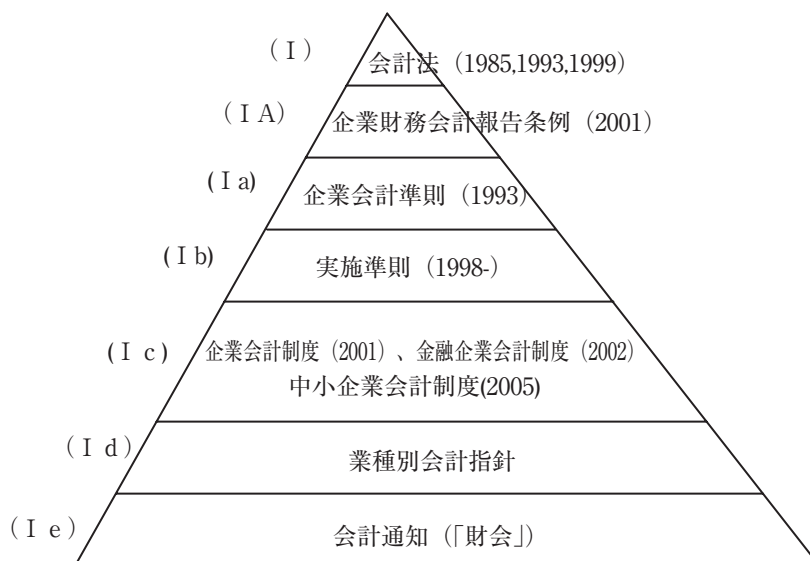 (Ⅰ) 会計法 (1985,1993,1999)
(ⅠA) 企業財務会計報告条例 (2001)
(Ⅰa) 企業会計準則 (1993)
(Ⅰb) 実施準則 (1998-)
(Ⅰc) 企業会計制度 (2001) 、金融企業会計制度 (2002)
中小企業会計制度(2005)
(Ⅰd) 業種別会計指針
(Ⅰe) 会計通知 (「財会」)